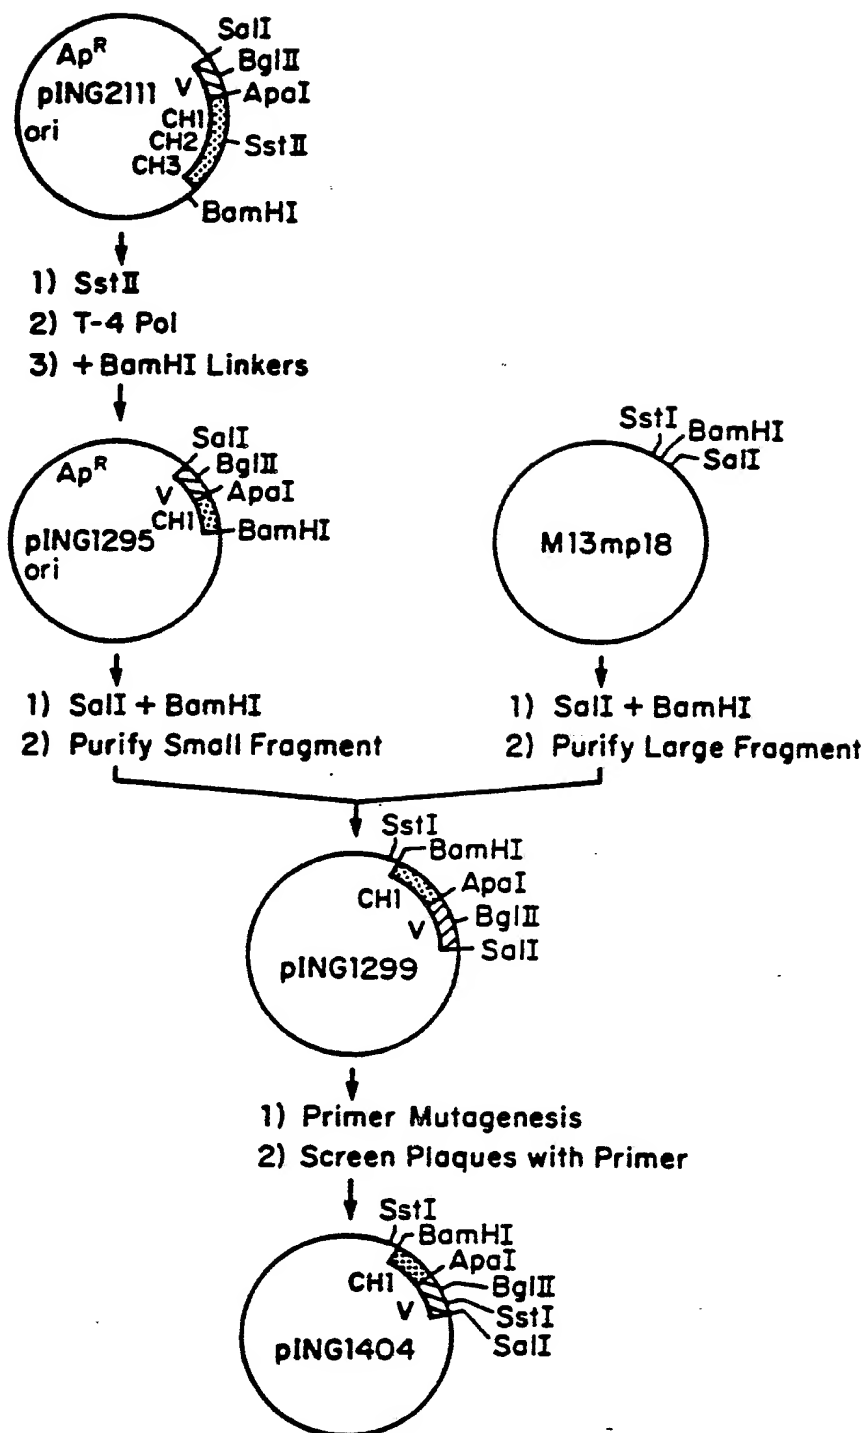 SalI
Ap^R
BglII
pING2111
V
ApaI
ori
CH1
CH2
SstII
CH3
BamHI
1) SstII
2) T-4 Pol
3) +BamHI Linkers
SalI
Ap^R
BglII
V
ApaI
CH1
BamHI
pING1295
ori
SstI
BamHI
SalI
M13mp18
1) SalI + BamHI
2) Purify Small Fragment
1) SalI + BamHI
2) Purify Large Fragment
SstI
BamHI
ApaI
CH1
BglII
V
SalI
pING1299
1) Primer Mutagenesis
2) Screen Plaques with Primer
SstI
BamHI
ApaI
CH1
BglII
V
SstI
SalI
pING1404